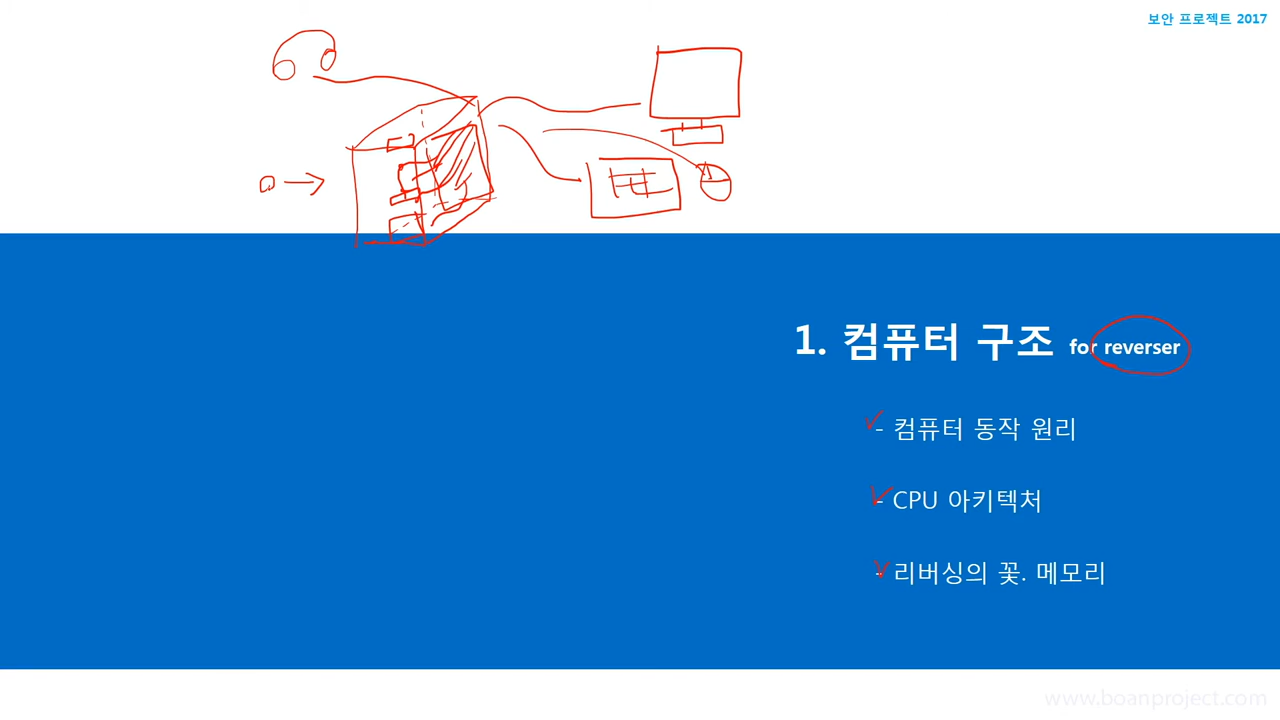 보안 프로젝트 2017
1. 컴퓨터 구조 for reverser
- 컴퓨터 동작 원리
- CPU 아키텍처
- 리버싱의 꽃. 메모리
www.boanproject.com